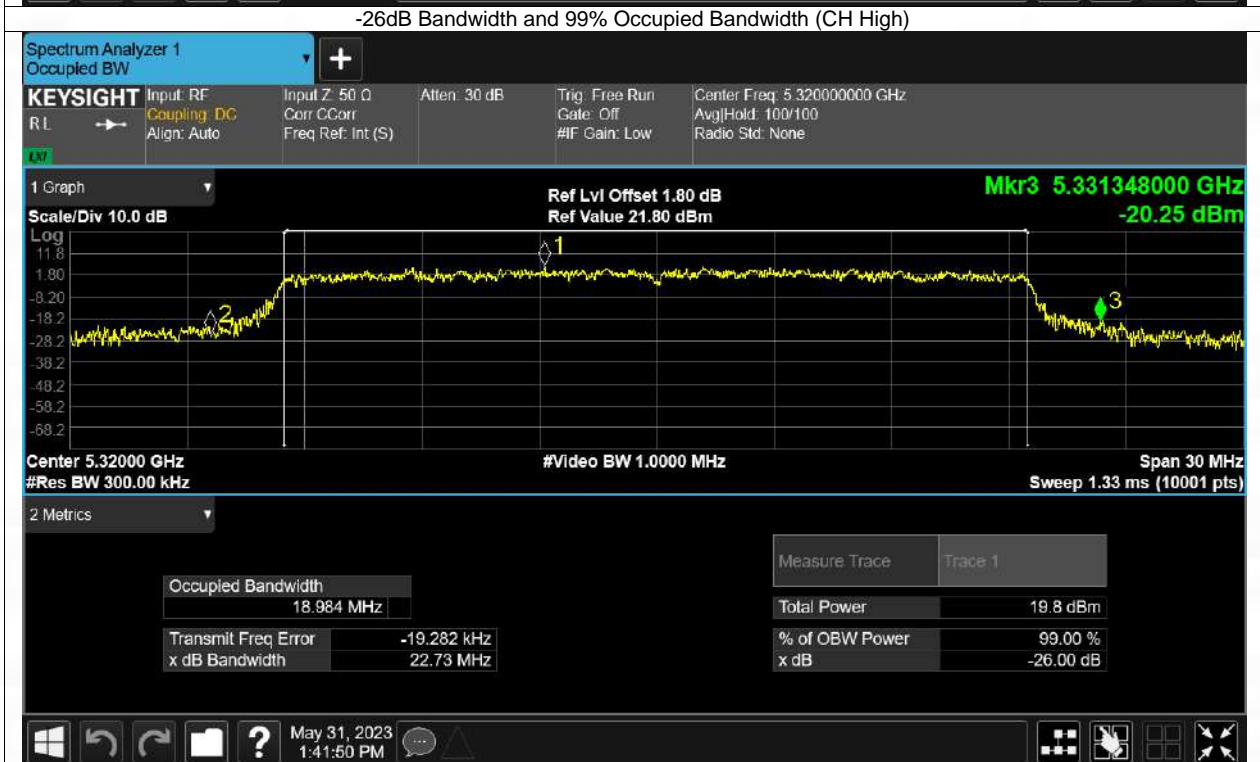 -26dB Bandwidth and 99% Occupied Bandwidth (CH High)
Spectrum Analyzer 1
Occupied BW
+
KEYSIGHT Input: RF Input Z: 50 Ω Atten: 30 dB Trig: Free Run Center Freq: 5.320000000 GHz
RL Coupling: DC Corr CCorr Gate: Off Avg|Hold: 100/100
Align: Auto Freq Ref: Int (S) #IF Gain: Low Radio Std: None
LXI
1 Graph
Ref Lvl Offset 1.80 dB Mkr3 5.331348000 GHz
Scale/Div 10.0 dB Ref Value 21.80 dBm -20.25 dBm
Log
11.8
1.80
-8.20
-18.2
-28.2
-38.2
-48.2
-58.2
-68.2
1
2
3
Center 5.32000 GHz #Video BW 1.0000 MHz Span 30 MHz
#Res BW 300.00 kHz Sweep 1.33 ms (10001 pts)
2 Metrics
Measure Trace Trace 1
Occupied Bandwidth
18.984 MHz Total Power 19.8 dBm
Transmit Freq Error -19.282 kHz % of OBW Power 99.00 %
x dB Bandwidth 22.73 MHz x dB -26.00 dB
? May 31, 2023
1:41:50 PM